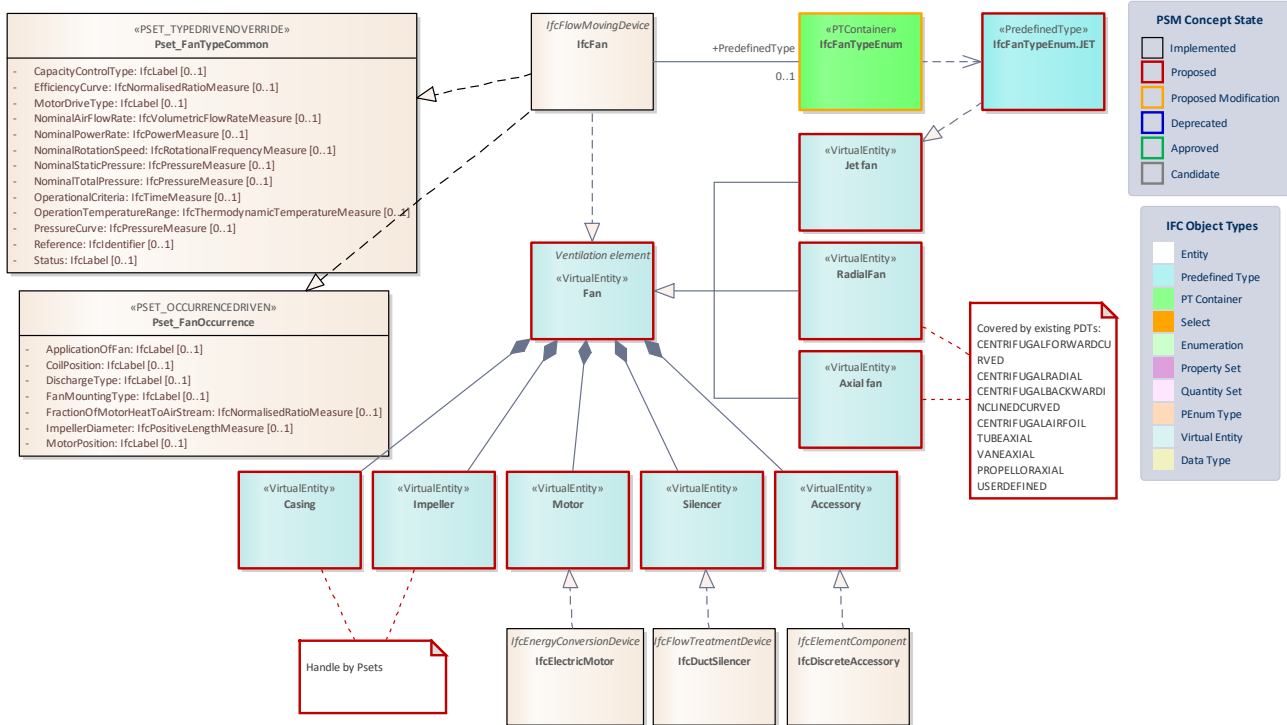 «PSET_TYPEDRIVENOVERRIDE»
Pset_FanTypeCommon
- CapacityControlType: IfcLabel [0..1]
- EfficiencyCurve: IfcNormalisedRatioMeasure [0..1]
- MotorDriveType: IfcLabel [0..1]
- NominalAirFlowRate: IfcVolumetricFlowRateMeasure [0..1]
- NominalPowerRate: IfcPowerMeasure [0..1]
- NominalRotationSpeed: IfcRotationalFrequencyMeasure [0..1]
- NominalStaticPressure: IfcPressureMeasure [0..1]
- NominalTotalPressure: IfcPressureMeasure [0..1]
- OperationalCriteria: IfcTimeMeasure [0..1]
- OperationTemperatureRange: IfcThermodynamicTemperatureMeasure [0..1]
- PressureCurve: IfcPressureMeasure [0..1]
- Reference: IfcIdentifier [0..1]
- Status: IfcLabel [0..1]
«PSET_OCCURRENCEDRIVEN»
Pset_FanOccurrence
- ApplicationOfFan: IfcLabel [0..1]
- CoilPosition: IfcLabel [0..1]
- DischargeType: IfcLabel [0..1]
- FanMountingType: IfcLabel [0..1]
- FractionOfMotorHeatToAirStream: IfcNormalisedRatioMeasure [0..1]
- ImpellerDiameter: IfcPositiveLengthMeasure [0..1]
- MotorPosition: IfcLabel [0..1]
IfcFlowMovingDevice
IfcFan
+PredefinedType
0..1
«PTContainer»
IfcFanTypeEnum
«PredefinedType»
IfcFanTypeEnum.JET
«VirtualEntity»
Jet fan
«VirtualEntity»
RadialFan
«VirtualEntity»
Axial fan
Ventilation element
«VirtualEntity»
Fan
Covered by existing PDTs:
CENTRIFUGALFORWARDCU
RVED
CENTRIFUGALRADIAL
CENTRIFUGALBACKWARDI
NCLINEDCURVED
CENTRIFUGALAIRFOIL
TUBEAXIAL
VANEAXIAL
PROPELLORAXIAL
USERDEFINED
«VirtualEntity»
Casing
«VirtualEntity»
Impeller
«VirtualEntity»
Motor
«VirtualEntity»
Silencer
«VirtualEntity»
Accessory
Handle by Psets
IfcEnergyConversionDevice
IfcElectricMotor
IfcFlowTreatmentDevice
IfcDuctSilencer
IfcElementComponent
IfcDiscreteAccessory
PSM Concept State
Implemented
Proposed
Proposed Modification
Deprecated
Approved
Candidate
IFC Object Types
Entity
Predefined Type
PT Container
Select
Enumeration
Property Set
Quantity Set
PEnum Type
Virtual Entity
Data Type